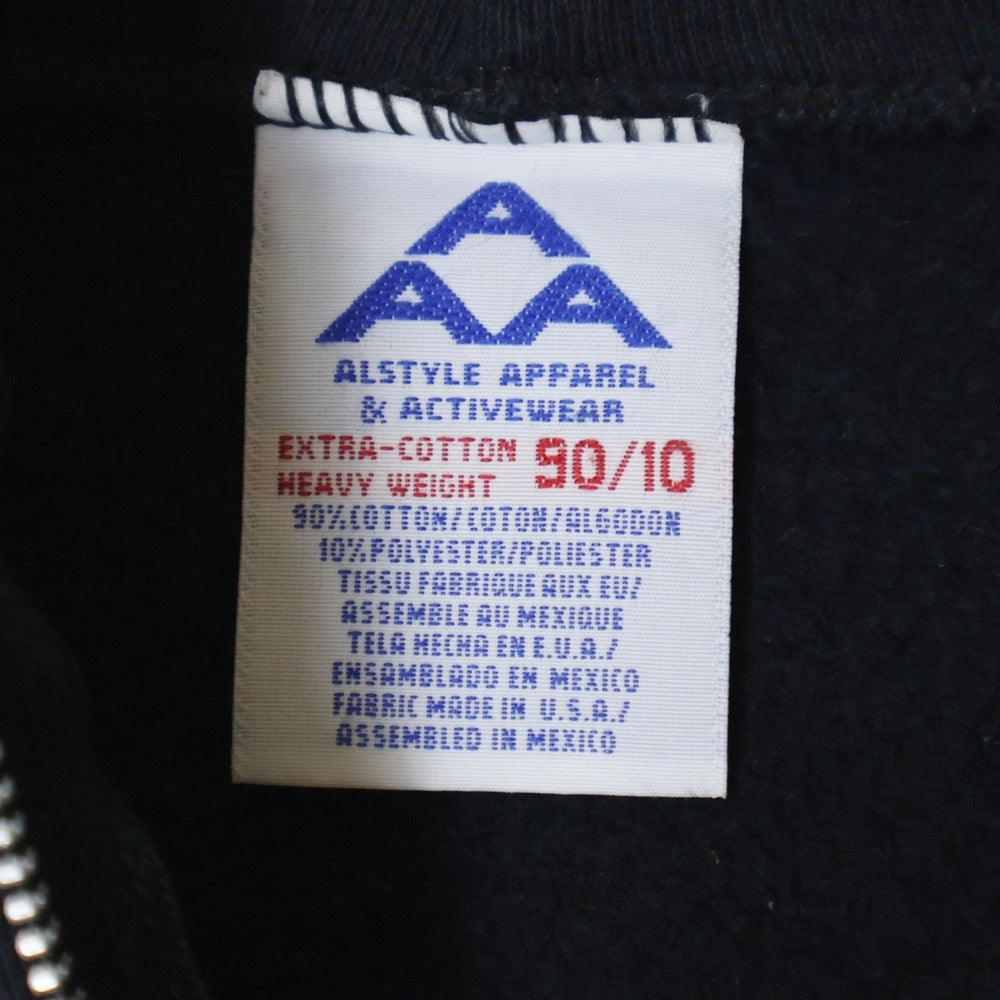 A
A A
ALSTYLE APPAREL
& ACTIVEWEAR
EXTRA-COTTON
HEAVY WEIGHT
90/10
90% COTTON/COTON/ALGODON
10% POLYESTER/POLIESTER
TISSU FABRIQUE AUX EU/
ASSEMBLE AU MEXIQUE
TELA HECHA EN E.U.A./
ENSAMBLADO EN MEXICO
FABRIC MADE IN U.S.A./
ASSEMBLED IN MEXICO